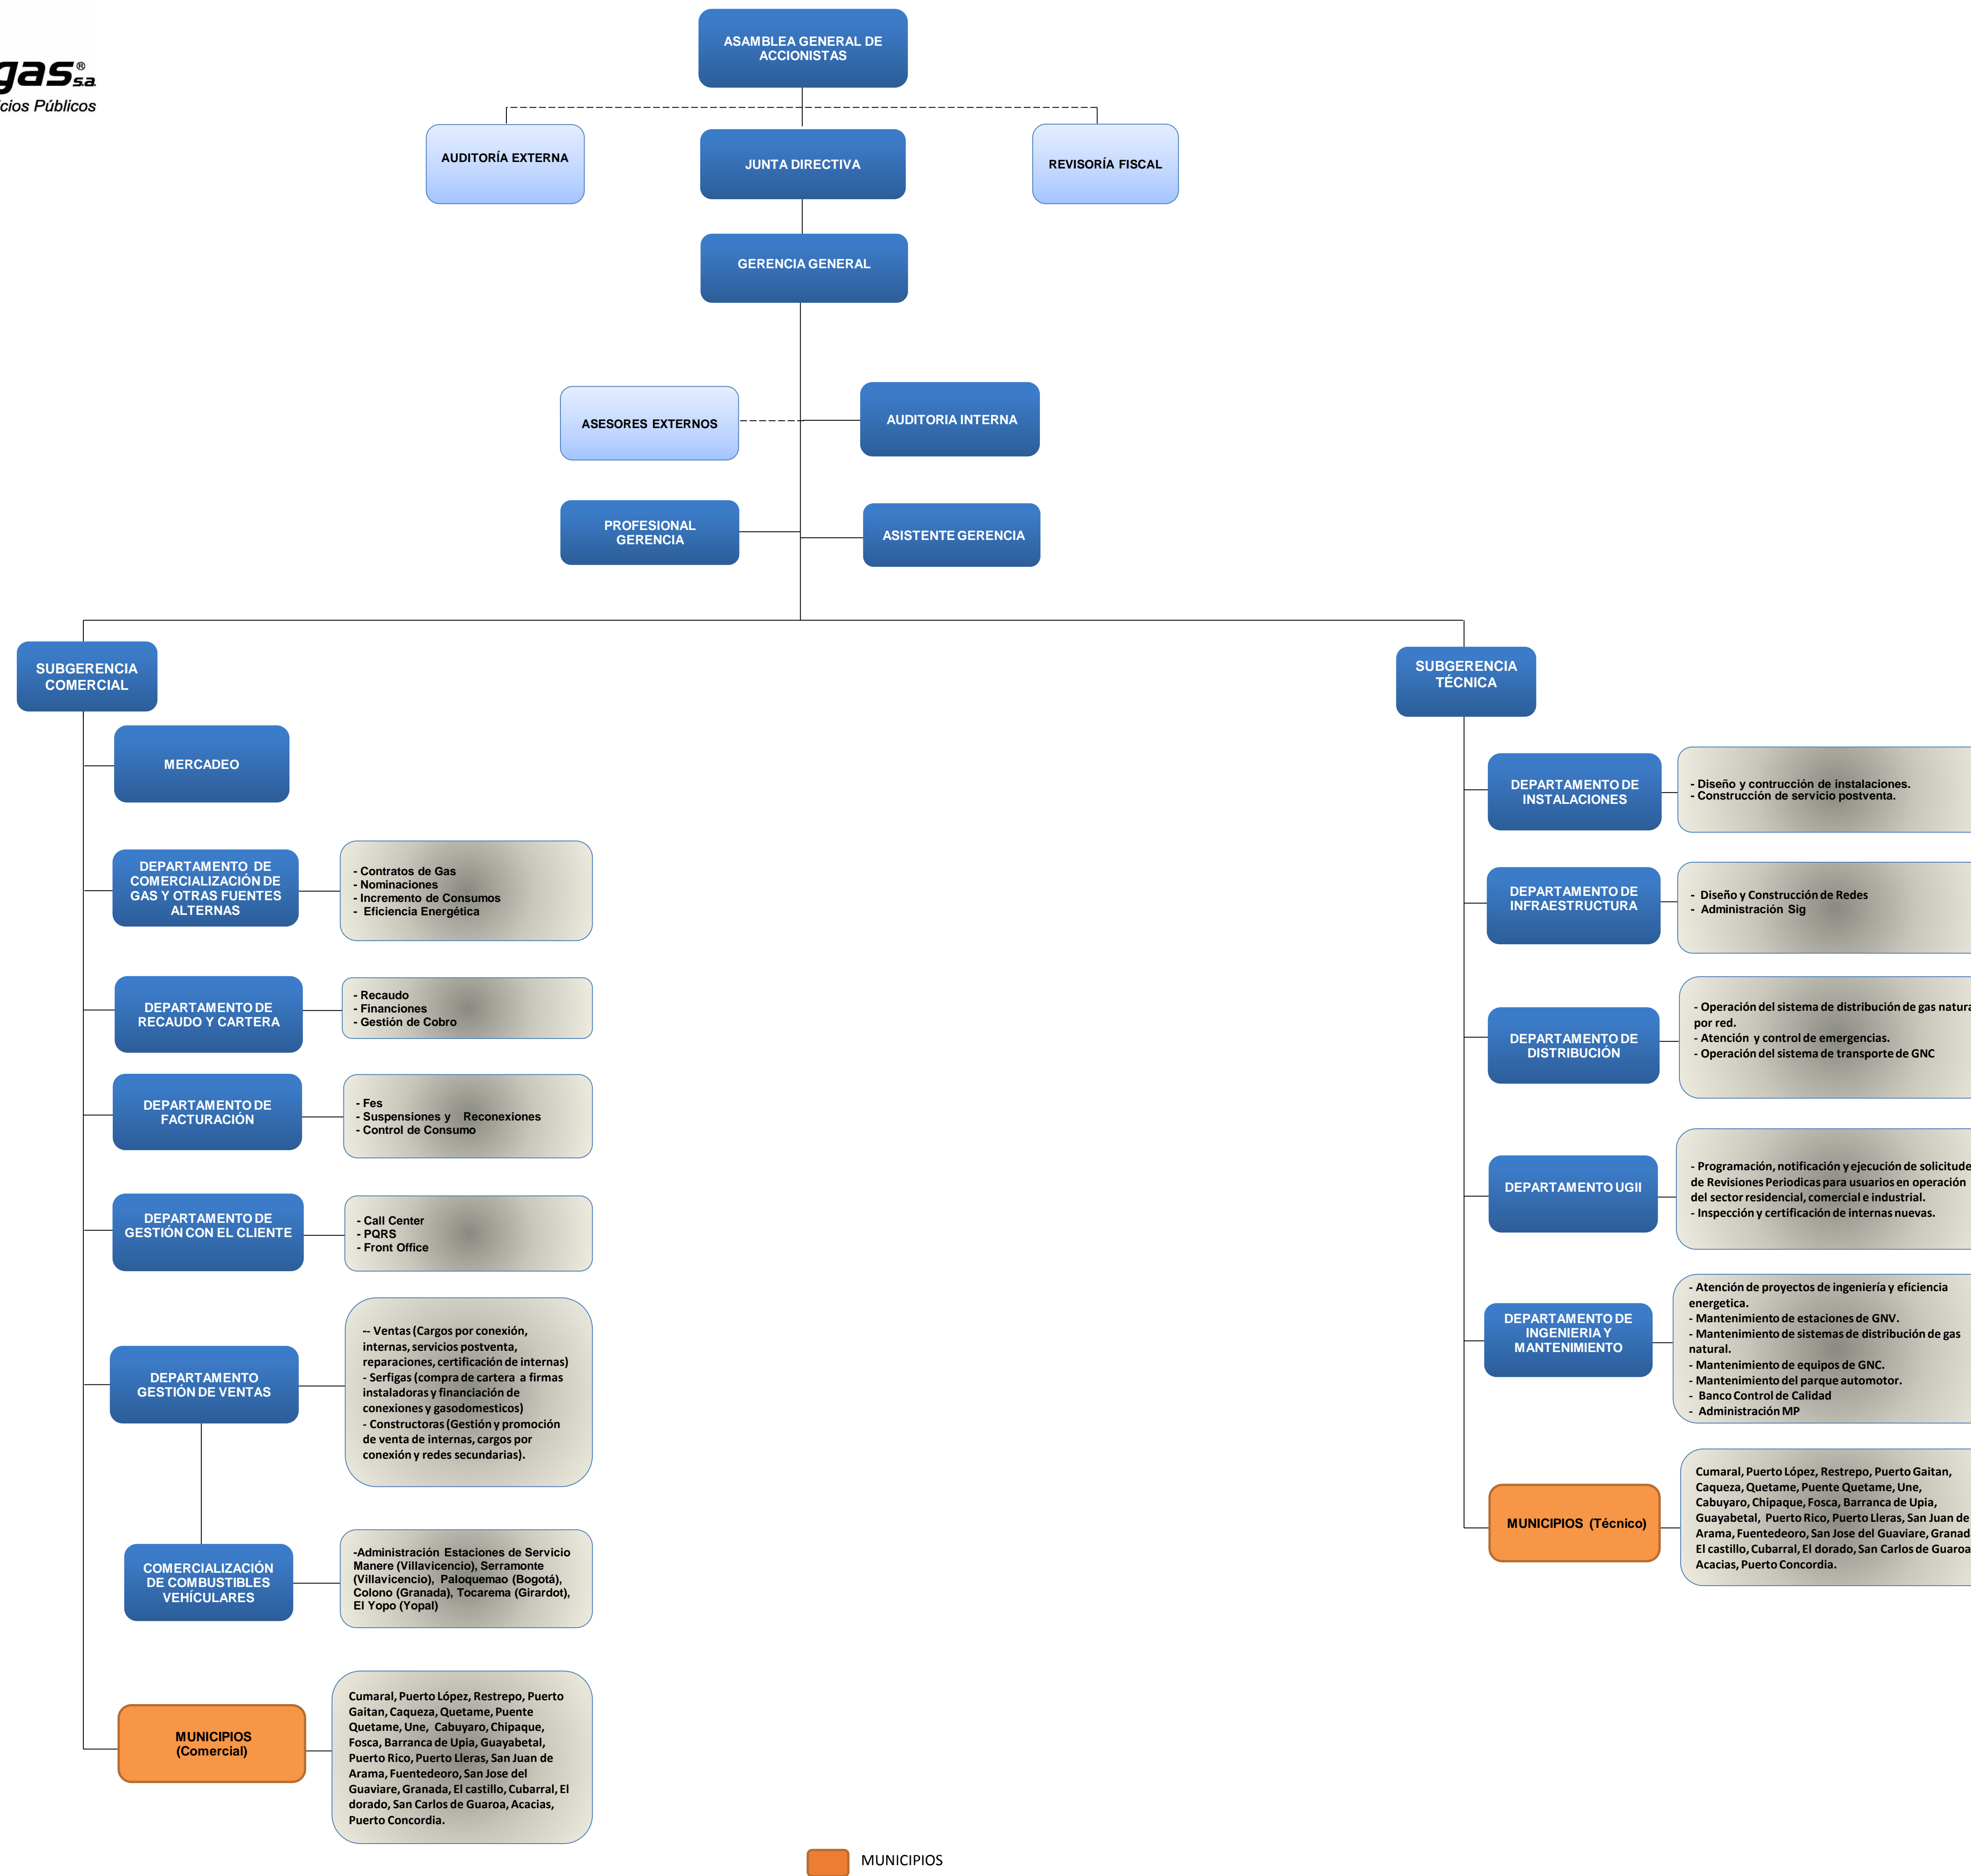 gas® S.A.
icios Públicos
ASAMBLEA GENERAL DE
ACCIONISTAS
AUDITORÍA EXTERNA
JUNTA DIRECTIVA
REVISORÍA FISCAL
GERENCIA GENERAL
ASESORES EXTERNOS
AUDITORIA INTERNA
PROFESIONAL
GERENCIA
ASISTENTE GERENCIA
SUBGERENCIA
COMERCIAL
MERCADEO
DEPARTAMENTO DE
COMERCIALIZACIÓN DE
GAS Y OTRAS FUENTES
ALTERNAS
- Contratos de Gas
- Nominaciones
- Incremento de Consumos
- Eficiencia Energética
DEPARTAMENTO DE
RECAUDO Y CARTERA
- Recaudo
- Financiones
- Gestión de Cobro
DEPARTAMENTO DE
FACTURACIÓN
- Fes
- Suspensiones y Reconexiones
- Control de Consumo
DEPARTAMENTO DE
GESTIÓN CON EL CLIENTE
- Call Center
- PQRS
- Front Office
DEPARTAMENTO
GESTIÓN DE VENTAS
-- Ventas (Cargos por conexión,
internas, servicios postventa,
reparaciones, certificación de internas)
- Serfigas (compra de cartera a firmas
instaladoras y financiación de
conexiones y gasodomesticos)
- Constructoras (Gestión y promoción
de venta de internas, cargos por
conexión y redes secundarias).
COMERCIALIZACIÓN
DE COMBUSTIBLES
VEHÍCULARES
-Administración Estaciones de Servicio
Manere (Villavicencio), Serramonte
(Villavicencio), Paloquemao (Bogotá),
Colono (Granada), Tocarema (Girardot),
El Yopo (Yopal)
MUNICIPIOS
(Comercial)
Cumaral, Puerto López, Restrepo, Puerto
Gaitan, Caqueza, Quetame, Puente
Quetame, Une, Cabuyaro, Chipaque,
Fosca, Barranca de Upia, Guayabetal,
Puerto Rico, Puerto Lleras, San Juan de
Arama, Fuentedeoro, San Jose del
Guaviare, Granada, El castillo, Cubarral, El
dorado, San Carlos de Guaroa, Acacias,
Puerto Concordia.
SUBGERENCIA
TÉCNICA
DEPARTAMENTO DE
INSTALACIONES
- Diseño y contrucción de instalaciones.
- Construcción de servicio postventa.
DEPARTAMENTO DE
INFRAESTRUCTURA
- Diseño y Construcción de Redes
- Administración Sig
DEPARTAMENTO DE
DISTRIBUCIÓN
- Operación del sistema de distribución de gas natura
por red.
- Atención y control de emergencias.
- Operación del sistema de transporte de GNC
DEPARTAMENTO UGII
- Programación, notificación y ejecución de solicitude
de Revisiones Periodicas para usuarios en operación
del sector residencial, comercial e industrial.
- Inspección y certificación de internas nuevas.
DEPARTAMENTO DE
INGENIERIA Y
MANTENIMIENTO
- Atención de proyectos de ingeniería y eficiencia
energetica.
- Mantenimiento de estaciones de GNV.
- Mantenimiento de sistemas de distribución de gas
natural.
- Mantenimiento de equipos de GNC.
- Mantenimiento del parque automotor.
- Banco Control de Calidad
- Administración MP
MUNICIPIOS (Técnico)
Cumaral, Puerto López, Restrepo, Puerto Gaitan,
Caqueza, Quetame, Puente Quetame, Une,
Cabuyaro, Chipaque, Fosca, Barranca de Upia,
Guayabetal, Puerto Rico, Puerto Lleras, San Juan de
Arama, Fuentedeoro, San Jose del Guaviare, Granad
El castillo, Cubarral, El dorado, San Carlos de Guaroa
Acacias, Puerto Concordia.
MUNICIPIOS